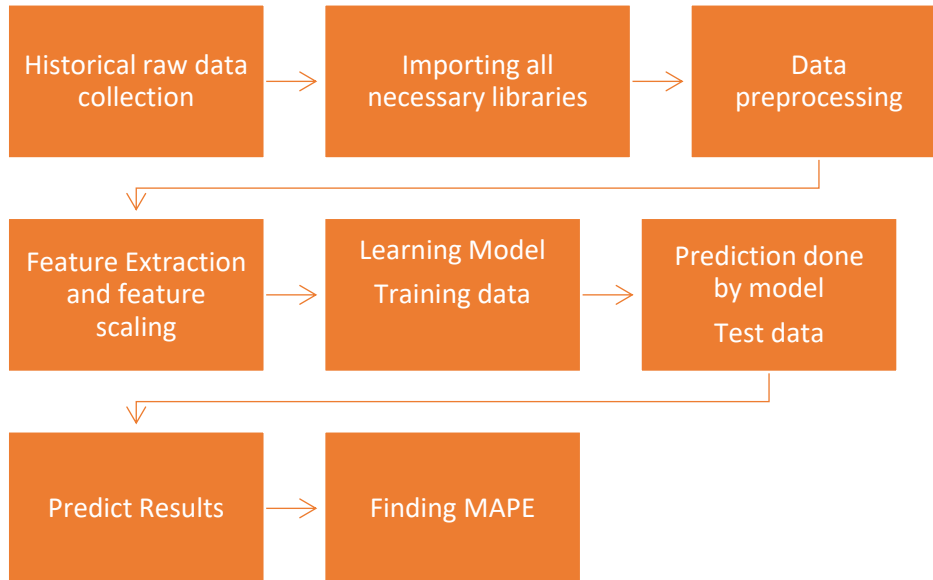 Historical raw data
collection
Importing all
necessary libraries
Data
preprocessing
Feature Extraction
and feature
scaling
Learning Model
Training data
Prediction done
by model
Test data
Predict Results
Finding MAPE